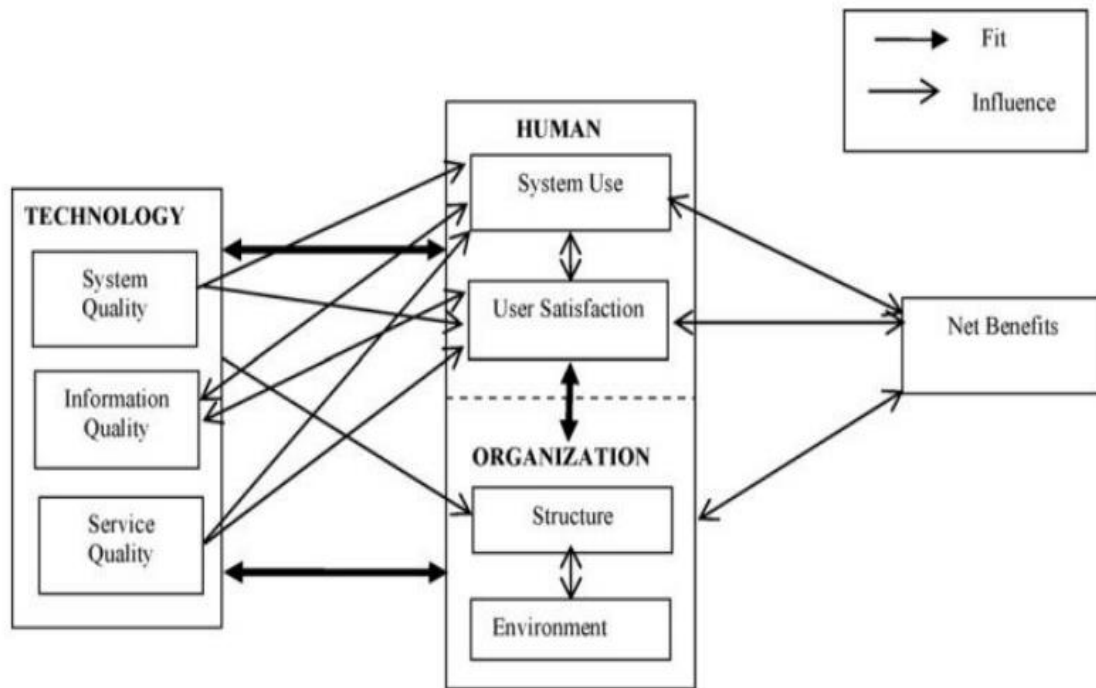 Fit
Influence
HUMAN
System Use
TECHNOLOGY
System
Quality
User Satisfaction
Net Benefits
Information
Quality
ORGANIZATION
Service
Quality
Structure
Environment